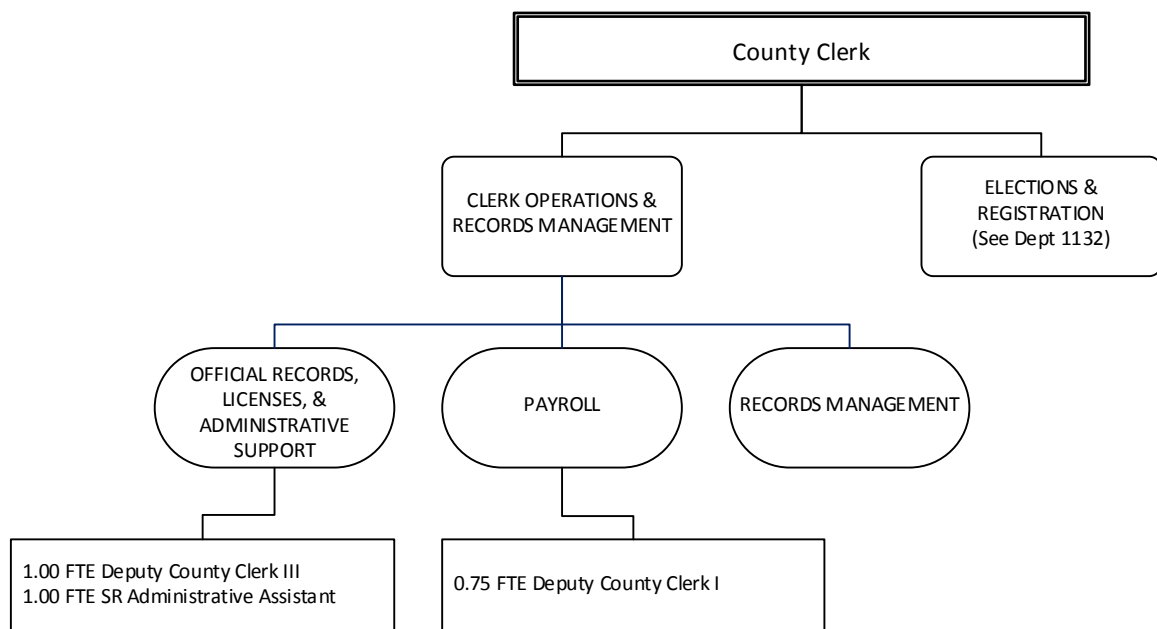 County Clerk
CLERK OPERATIONS &
RECORDS MANAGEMENT
ELECTIONS &
REGISTRATION
(See Dept 1132)
OFFICIAL RECORDS,
LICENSES, &
ADMINISTRATIVE
SUPPORT
PAYROLL
RECORDS MANAGEMENT
1.00 FTE Deputy County Clerk III
1.00 FTE SR Administrative Assistant
0.75 FTE Deputy County Clerk I